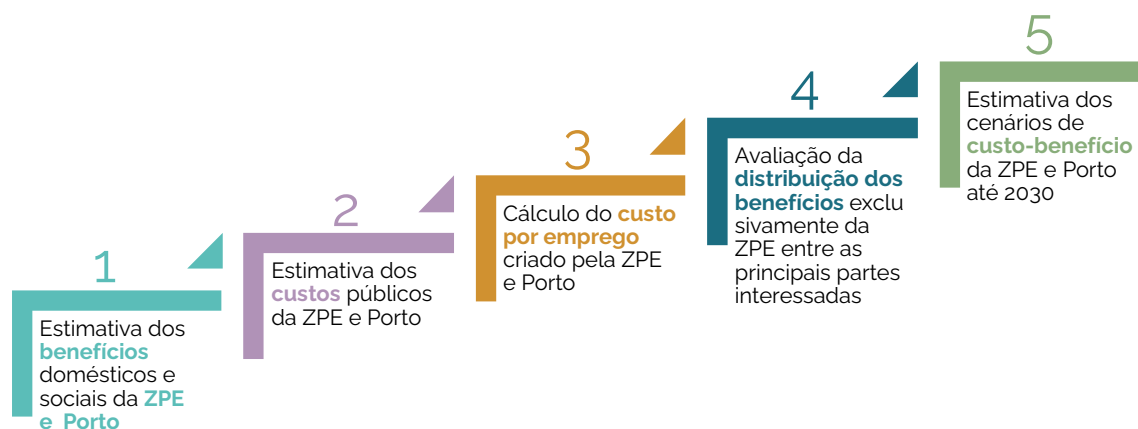 1
Estimativa dos
benefícios
domésticos e
sociais da ZPE
e Porto
2
Estimativa dos
custos públicos
da ZPE e Porto
3
Cálculo do custo
por emprego
criado pela ZPE
e Porto
4
Avaliação da
distribuição dos
benefícios exclu
sivamente da
ZPE entre as
principais partes
interessadas
5
Estimativa dos
cenários de
custo-benefício
da ZPE e Porto
até 2030